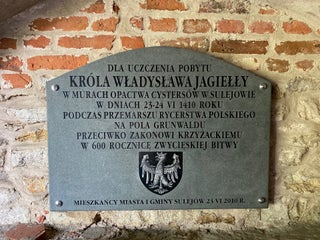 DLA UCZCZENIA POBYTU
KRÓLA WŁADYSŁAWA JAGIEŁŁY
W MURACH OPACTWA CYSTERSÓW W SULEJOWIE
W DNIACH 23-24 VI 1410 ROKU
PODCZAS PRZEMARSZU RYCERSTWA POLSKIEGO
NA POLA GRUNWALDU
PRZECIWKO ZAKONOWI KRZYŻACKIEMU
W 600 ROCZNICĘ ZWYCIĘSKIEJ BITWY
MIESZKAŃCY MIASTA I GMINY SULEJÓW 23 VI 2010 R.